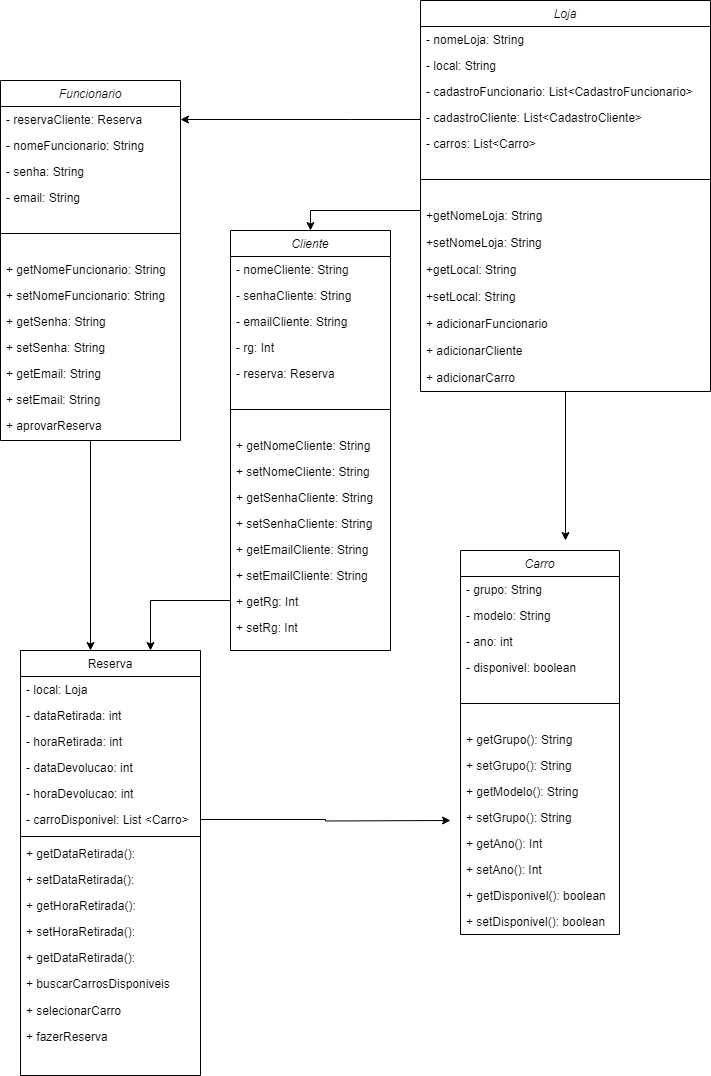 Loja
- nomeLoja: String
- local: String
- cadastroFuncionario: List<CadastroFuncionario>
- cadastroCliente: List<CadastroCliente>
- carros: List<Carro>
+getNomeLoja: String
+setNomeLoja: String
+getLocal: String
+setLocal: String
+ adicionarFuncionario
+ adicionarCliente
+ adicionarCarro
Funcionario
- reservaCliente: Reserva
- nomeFuncionario: String
- senha: String
- email: String
+ getNomeFuncionario: String
+ setNomeFuncionario: String
+ getSenha: String
+ setSenha: String
+ getEmail: String
+ setEmail: String
+ aprovarReserva
Cliente
- nomeCliente: String
- senhaCliente: String
- emailCliente: String
- rg: Int
- reserva: Reserva
+ getNomeCliente: String
+ setNomeCliente: String
+ getSenhaCliente: String
+ setSenhaCliente: String
+ getEmailCliente: String
+ setEmailCliente: String
+ getRg: Int
+ setRg: Int
Carro
- grupo: String
- modelo: String
- ano: int
- disponivel: boolean
+ getGrupo(): String
+ setGrupo(): String
+ getModelo(): String
+ setGrupo(): String
+ getAno(): Int
+ setAno(): Int
+ getDisponivel(): boolean
+ setDisponivel(): boolean
Reserva
- local: Loja
- dataRetirada: int
- horaRetirada: int
- dataDevolucao: int
- horaDevolucao: int
- carroDisponivel: List <Carro>
+ getDataRetirada():
+ setDataRetirada():
+ getHoraRetirada():
+ setHoraRetirada():
+ getDataRetirada():
+ buscarCarrosDisponiveis
+ selecionarCarro
+ fazerReserva